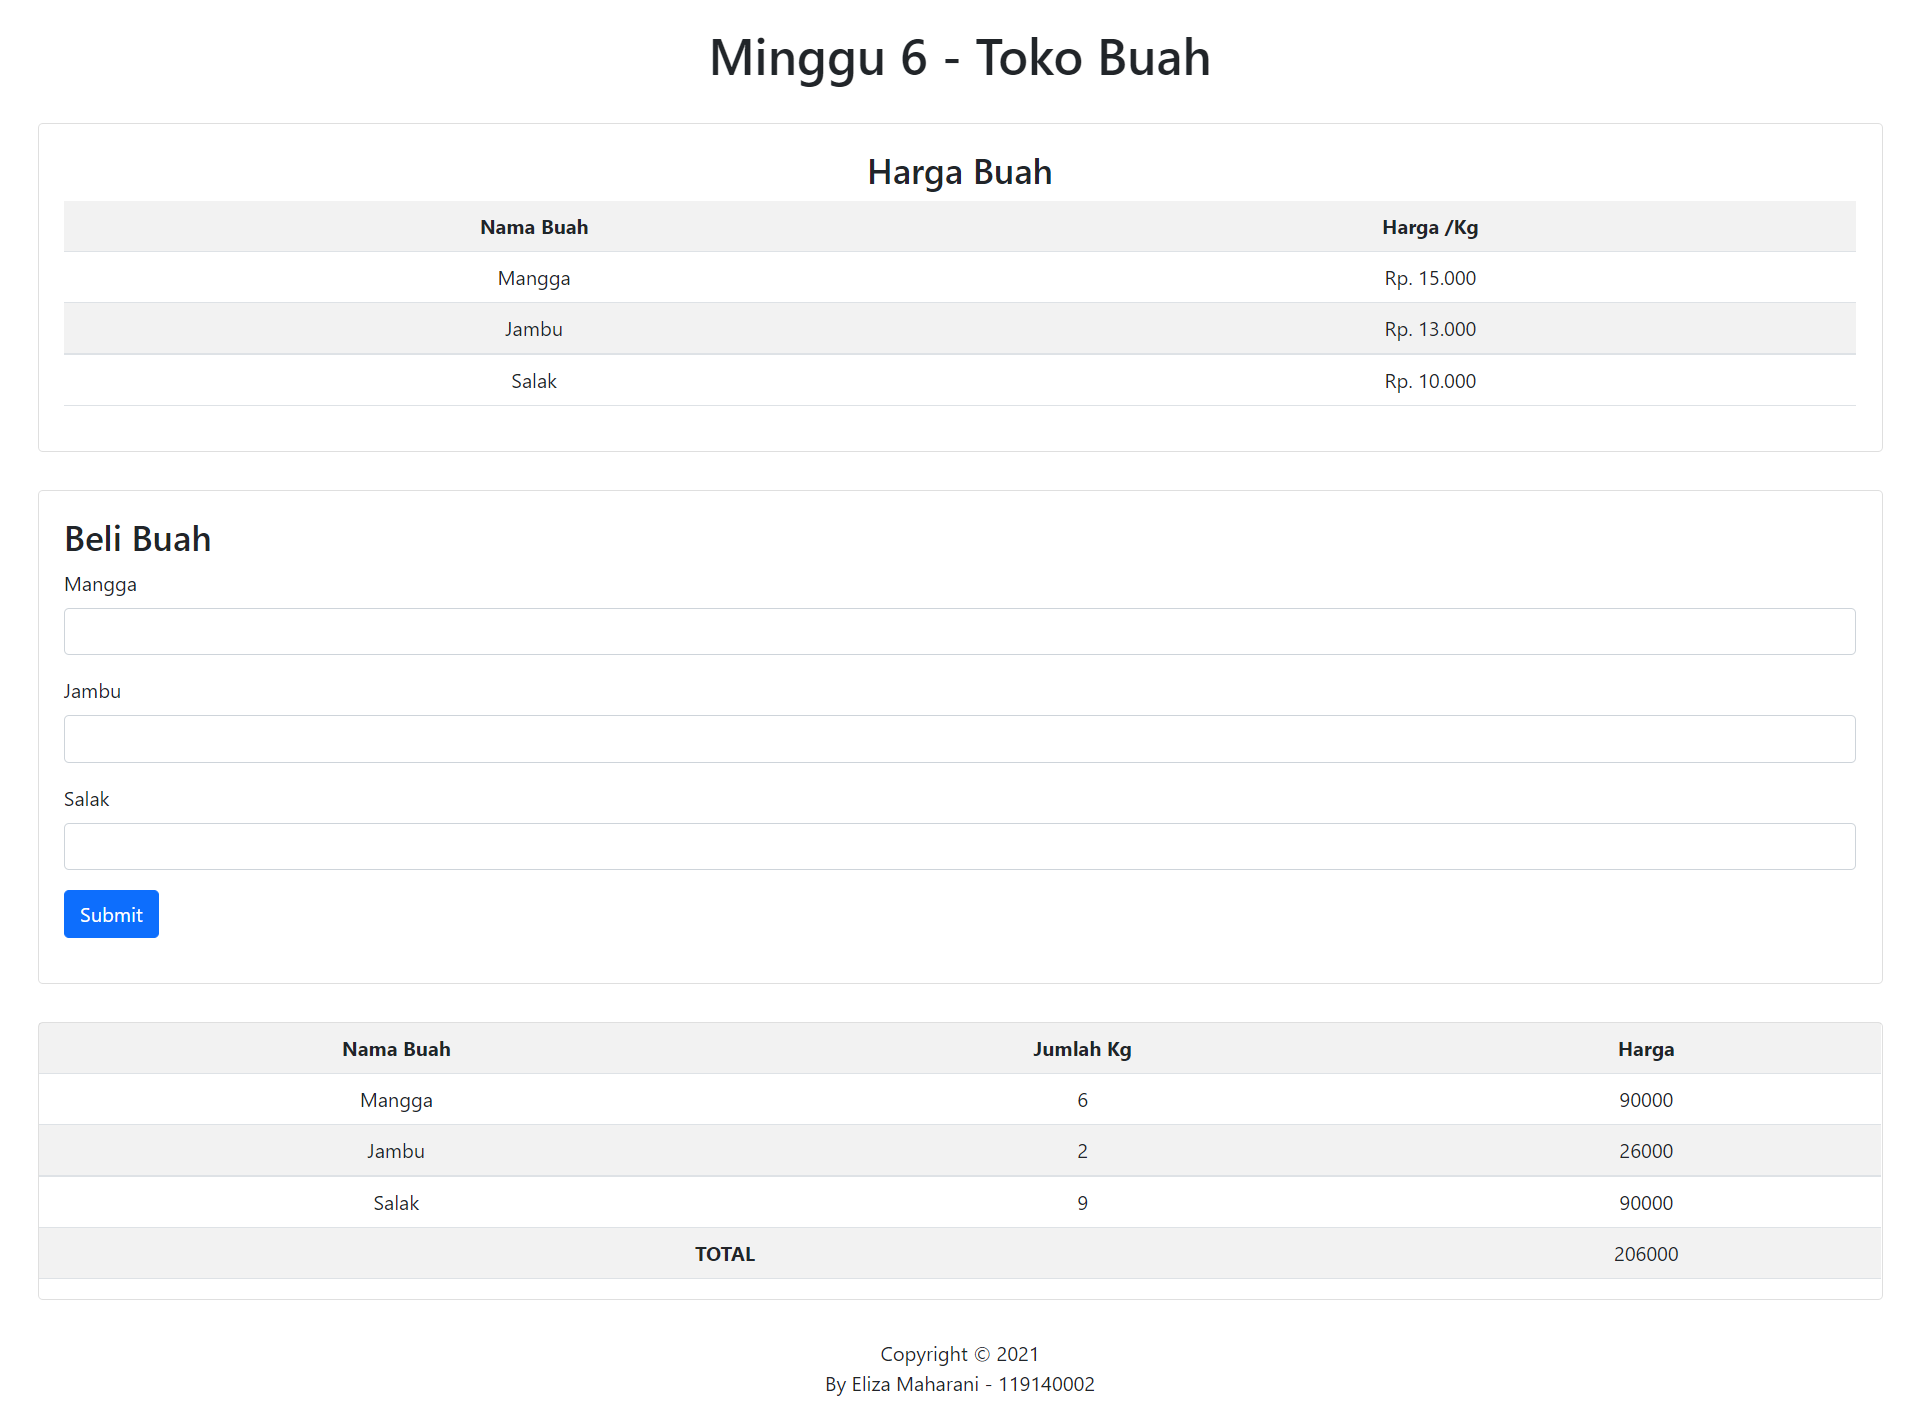 Minggu 6 - Toko Buah
Harga Buah
Nama Buah Harga /Kg
Mangga Rp. 15.000
Jambu Rp. 13.000
Salak Rp. 10.000
Beli Buah
Mangga
Jambu
Salak
Submit
Nama Buah Jumlah Kg Harga
Mangga 6 90000
Jambu 2 26000
Salak 9 90000
TOTAL 206000
Copyright © 2021
By Eliza Maharani - 119140002